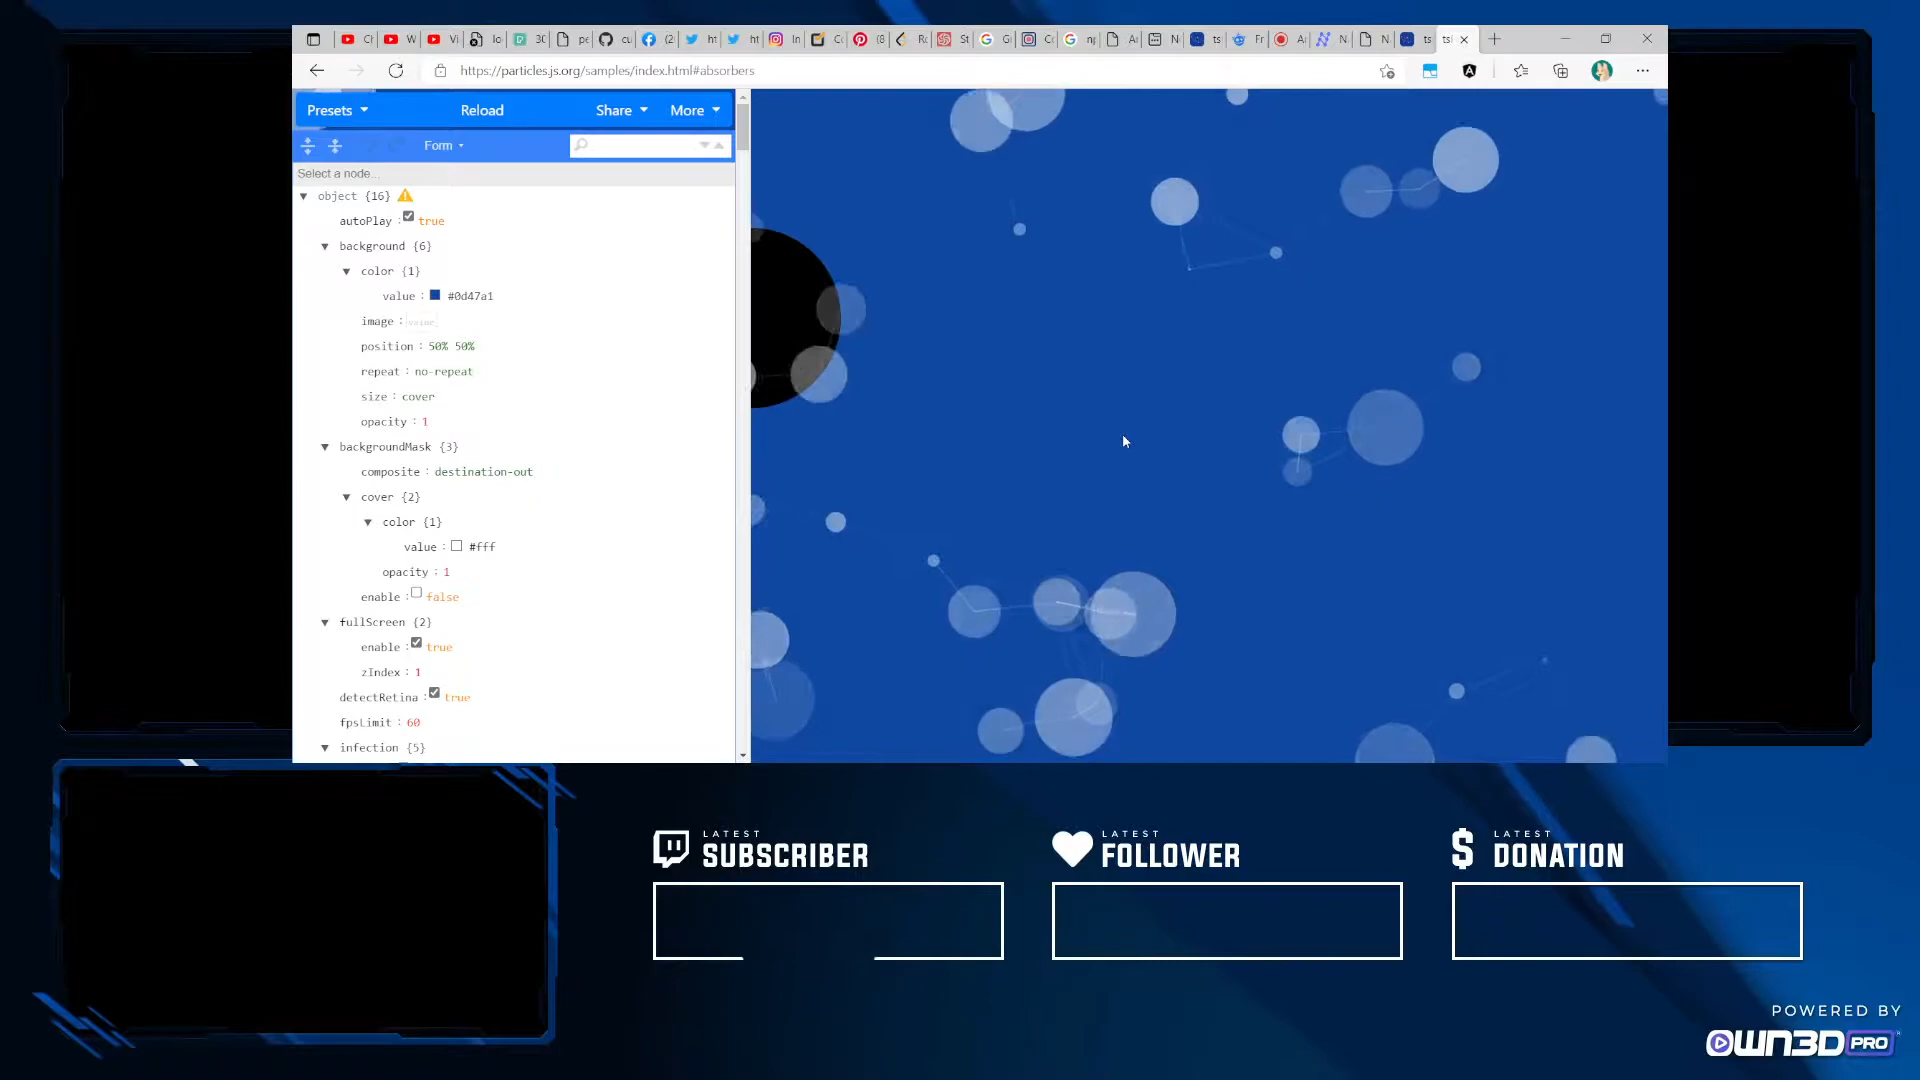 https://particles.js.org/samples/index.html#absorbers
Presets
Reload
Share
More
Form
Select a node...
object {16}
autoPlay : true
background {6}
color {1}
value : #0d47a1
image : value
position : 50% 50%
repeat : no-repeat
size : cover
opacity : 1
backgroundMask {3}
composite : destination-out
cover {2}
color {1}
value : #fff
opacity : 1
enable : false
fullScreen {2}
enable : true
zIndex : 1
detectRetina : true
fpsLimit : 60
infection {5}
LATEST
SUBSCRIBER
LATEST
FOLLOWER
LATEST
DONATION
POWERED BY
OWN3D PRO